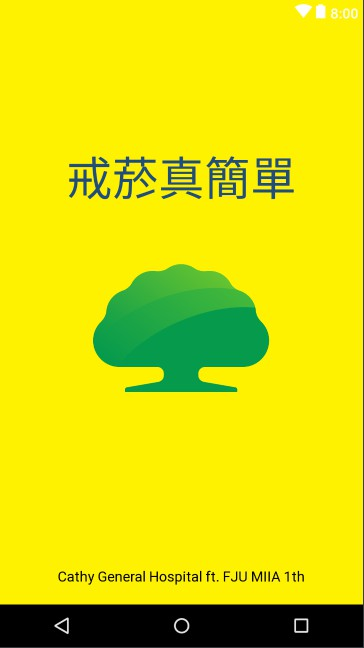 8:00
戒菸真簡單
Cathy General Hospital ft. FJU MIIA 1th